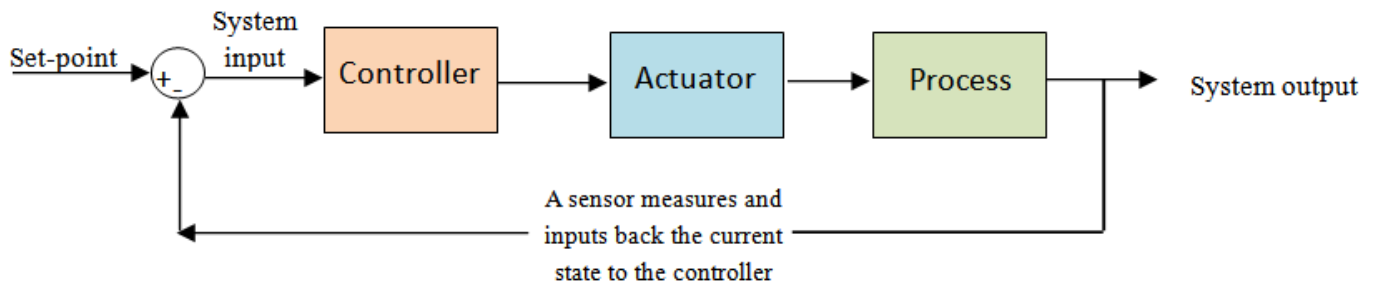 Set-point
+
-
System
input
Controller
Actuator
Process
System output
A sensor measures and
inputs back the current
state to the controller